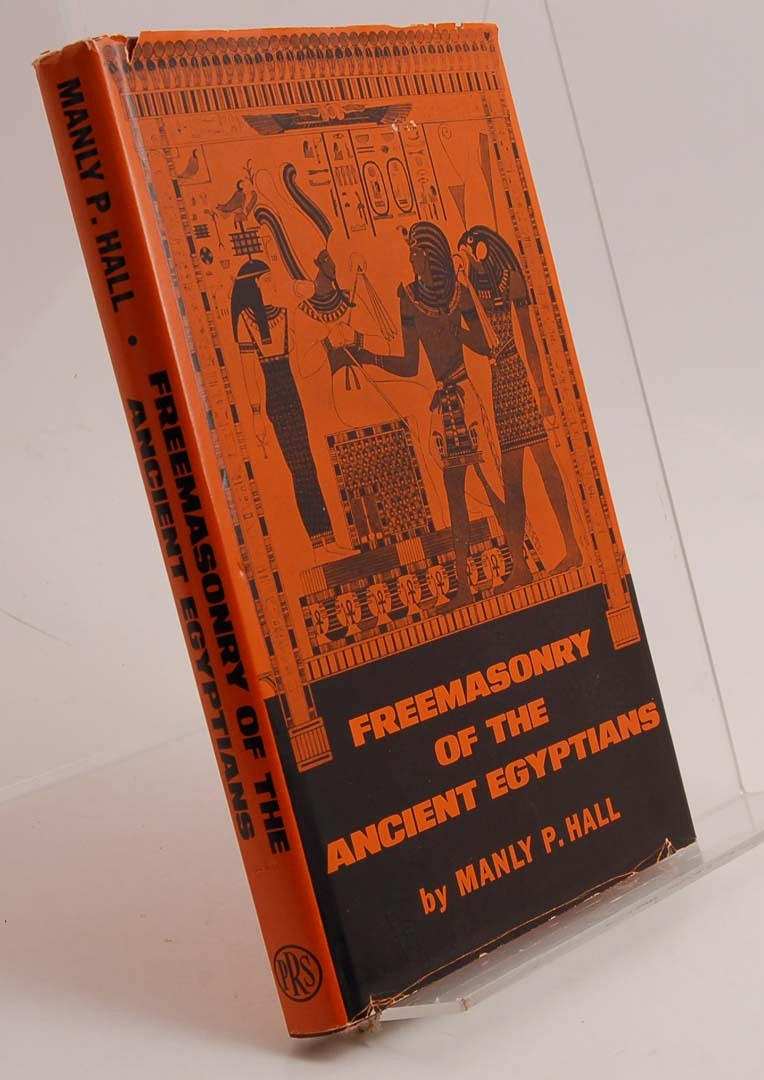 MANLY P. HALL • FREEMASONRY OF THE
ANCIENT EGYPTIANS
PRS
FREEMASONRY
OF THE
ANCIENT EGYPTIANS
by MANLY P. HALL